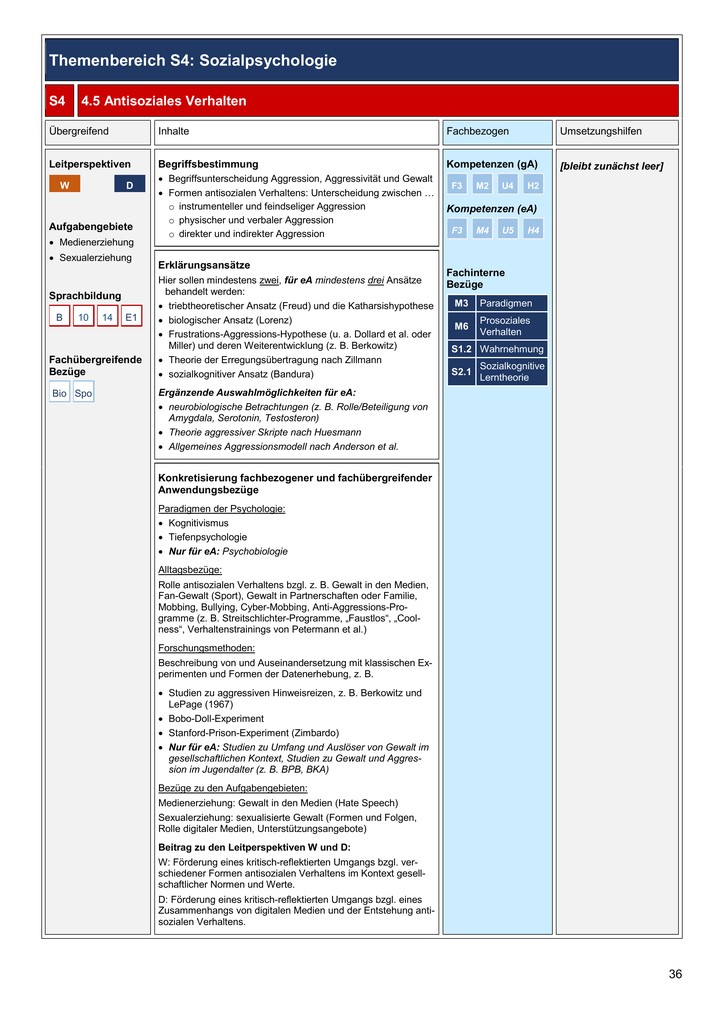 Themenbereich S4: Sozialpsychologie
S4 4.5 Antisoziales Verhalten
Übergreifend
Inhalte
Fachbezogen
Umsetzungshilfen
Leitperspektiven
W D
Aufgabengebiete
• Medienerziehung
• Sexualerziehung
Sprachbildung
B 10 14 E1
Fachübergreifende
Bezüge
Bio Spo
Begriffsbestimmung
• Begriffsunterscheidung Aggression, Aggressivität und Gewalt
• Formen antisozialen Verhaltens: Unterscheidung zwischen …
o instrumenteller und feindseliger Aggression
o physischer und verbaler Aggression
o direkter und indirekter Aggression
Erklärungsansätze
Hier sollen mindestens zwei, für eA mindestens drei Ansätze
behandelt werden:
• triebtheoretischer Ansatz (Freud) und die Katharsishypothese
• biologischer Ansatz (Lorenz)
• Frustrations-Aggressions-Hypothese (u. a. Dollard et al. oder
Miller) und deren Weiterentwicklung (z. B. Berkowitz)
• Theorie der Erregungsübertragung nach Zillmann
• sozialkognitiver Ansatz (Bandura)
Ergänzende Auswahlmöglichkeiten für eA:
• neurobiologische Betrachtungen (z. B. Rolle/Beteiligung von
Amygdala, Serotonin, Testosteron)
• Theorie aggressiver Skripte nach Huesmann
• Allgemeines Aggressionsmodell nach Anderson et al.
Konkretisierung fachbezogener und fachübergreifender
Anwendungsbezüge
Paradigmen der Psychologie:
• Kognitivismus
• Tiefenpsychologie
• Nur für eA: Psychobiologie
Alltagsbezüge:
Rolle antisozialen Verhaltens bzgl. z. B. Gewalt in den Medien,
Fan-Gewalt (Sport), Gewalt in Partnerschaften oder Familie,
Mobbing, Bullying, Cyber-Mobbing, Anti-Aggressions-Pro-
gramme (z. B. Streitschlichter-Programme, „Faustlos“, „Cool-
ness“, Verhaltenstrainings von Petermann et al.)
Forschungsmethoden:
Beschreibung von und Auseinandersetzung mit klassischen Ex-
perimenten und Formen der Datenerhebung, z. B.
• Studien zu aggressiven Hinweisreizen, z. B. Berkowitz und
LePage (1967)
• Bobo-Doll-Experiment
• Stanford-Prison-Experiment (Zimbardo)
• Nur für eA: Studien zu Umfang und Auslöser von Gewalt im
gesellschaftlichen Kontext, Studien zu Gewalt und Aggres-
sion im Jugendalter (z. B. BPB, BKA)
Bezüge zu den Aufgabengebieten:
Medienerziehung: Gewalt in den Medien (Hate Speech)
Sexualerziehung: sexualisierte Gewalt (Formen und Folgen,
Rolle digitaler Medien, Unterstützungsangebote)
Beitrag zu den Leitperspektiven W und D:
W: Förderung eines kritisch-reflektierten Umgangs bzgl. ver-
schiedener Formen antisozialen Verhaltens im Kontext gesell-
schaftlicher Normen und Werte.
D: Förderung eines kritisch-reflektierten Umgangs bzgl. eines
Zusammenhangs von digitalen Medien und der Entstehung anti-
sozialen Verhaltens.
Kompetenzen (gA)
F3 M2 U4 H2
Kompetenzen (eA)
F3 M4 U5 H4
Fachinterne
Bezüge
M3 Paradigmen
M6 Prosoziales
Verhalten
S1.2 Wahrnehmung
S2.1 Sozialkognitive
Lerntheorie
[bleibt zunächst leer]
36